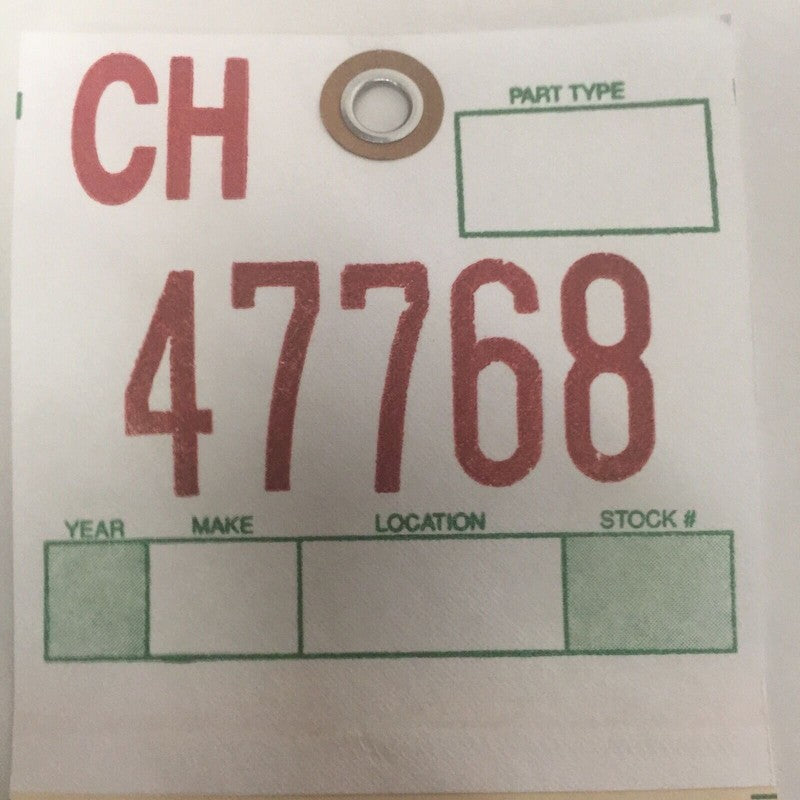 CH
PART TYPE
47768
YEAR MAKE LOCATION STOCK #